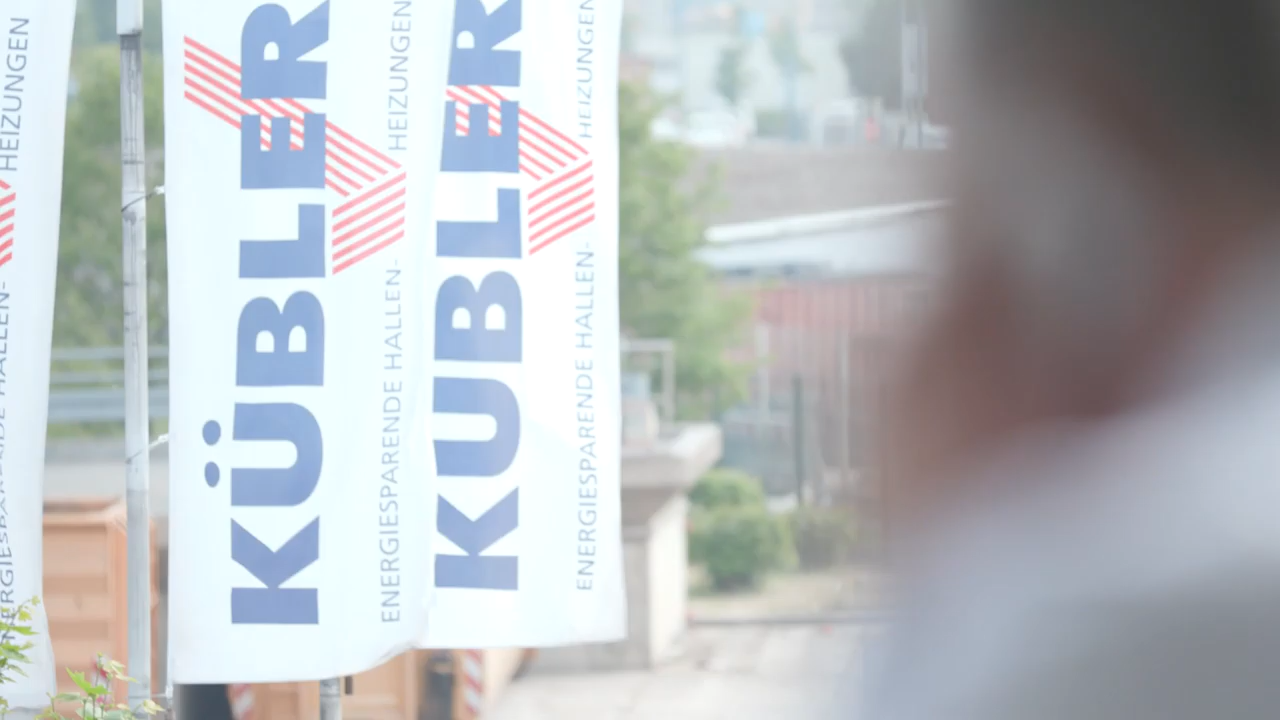 HEIZUNGEN
KÜBLER
ENERGIESPARENDE HALLEN-
HEIZUNGEN
KÜBLER
ENERGIESPARENDE HALLEN-
HEIZUNGEN